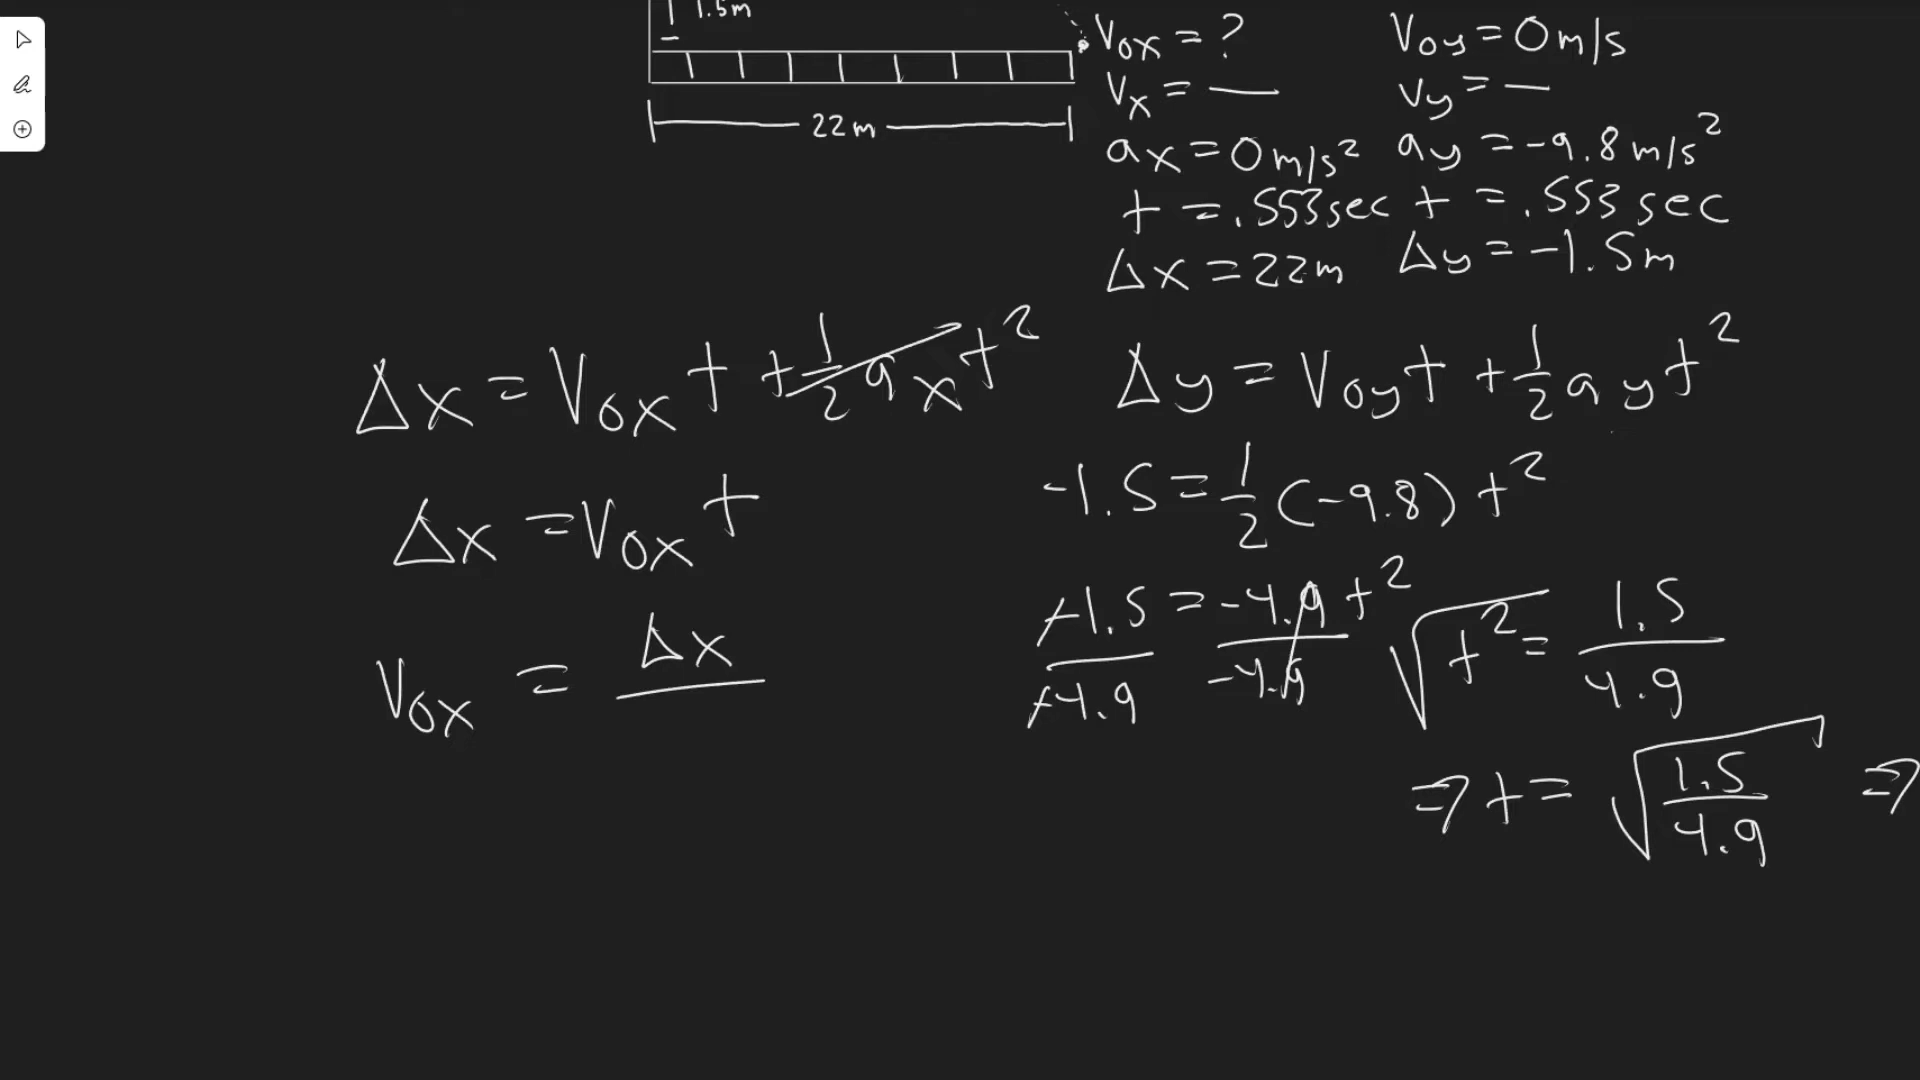 1.5m
Vox = ? Voy = 0 m/s
22m Vx = — Vy = —
ax = 0 m/s² ay = -9.8 m/s²
t = .553sec t = .553 sec
Δx = 22m Δy = -1.5m
Δx = Vox t + 1/2 ax t² Δy = Voy t + 1/2 ay t²
Δx = Vox t -1.5 = 1/2 (-9.8) t²
Vox = Δx/ -1.5/-4.9 = -4.9 t²/-4.9 √t² = 1.5/4.9
⇒ t = √1.5/4.9 ⇒